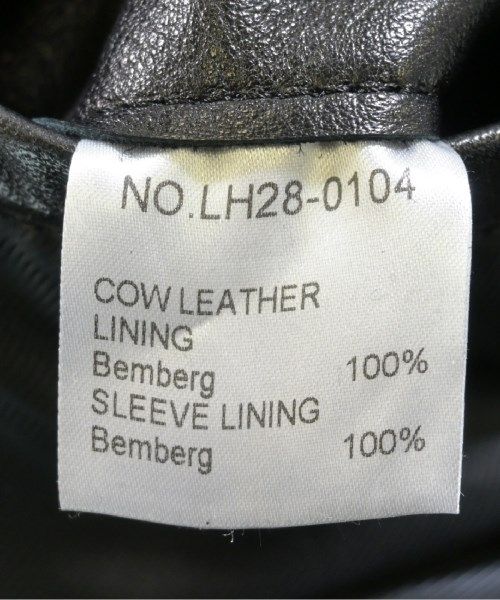 NO.LH28-0104
COW LEATHER
LINING
Bemberg 100%
SLEEVE LINING
Bemberg 100%